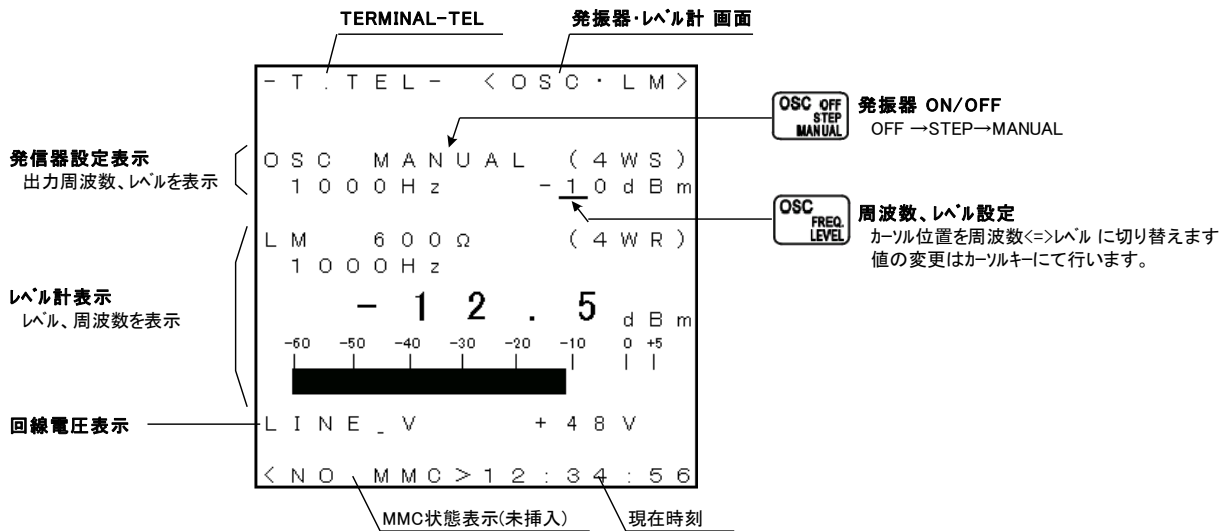 TERMINAL-TEL
発振器・レベル計 画面
-T.TEL- <OSC・LM>
OSC OFF
STEP
MANUAL
発振器 ON/OFF
OFF →STEP→MANUAL
発信器設定表示
出力周波数、レベルを表示
OSC MANUAL (4WS)
1000Hz -10dBm
OSC
FREQ.
LEVEL
周波数、レベル設定
カーソル位置を周波数<=>レベル に切り替えます
値の変更はカーソルキーにて行います。
LM 600Ω (4WR)
1000Hz
レベル計表示
レベル、周波数を表示
-12.5 dBm
-60 -50 -40 -30 -20 -10 0 +5
回線電圧表示
LINE_V +48V
<NO MMC>12:34:56
MMC状態表示(未挿入)
現在時刻